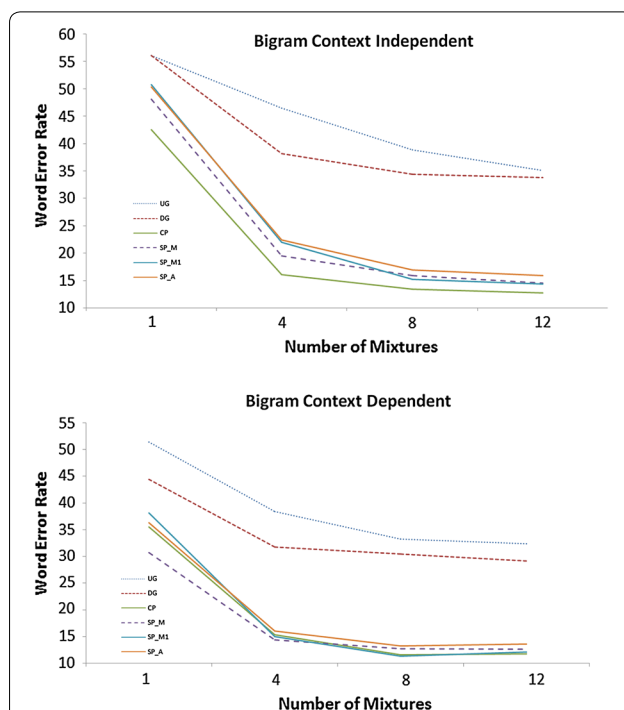 Bigram Context Independent
60
55
50
45
40
35
30
25
20
15
10
Word Error Rate
UG
DG
CP
SP_M
SP_M1
SP_A
1 4 8 12
Number of Mixtures
Bigram Context Dependent
55
50
45
40
35
30
25
20
15
10
Word Error Rate
UG
DG
CP
SP_M
SP_M1
SP_A
1 4 8 12
Number of Mixtures